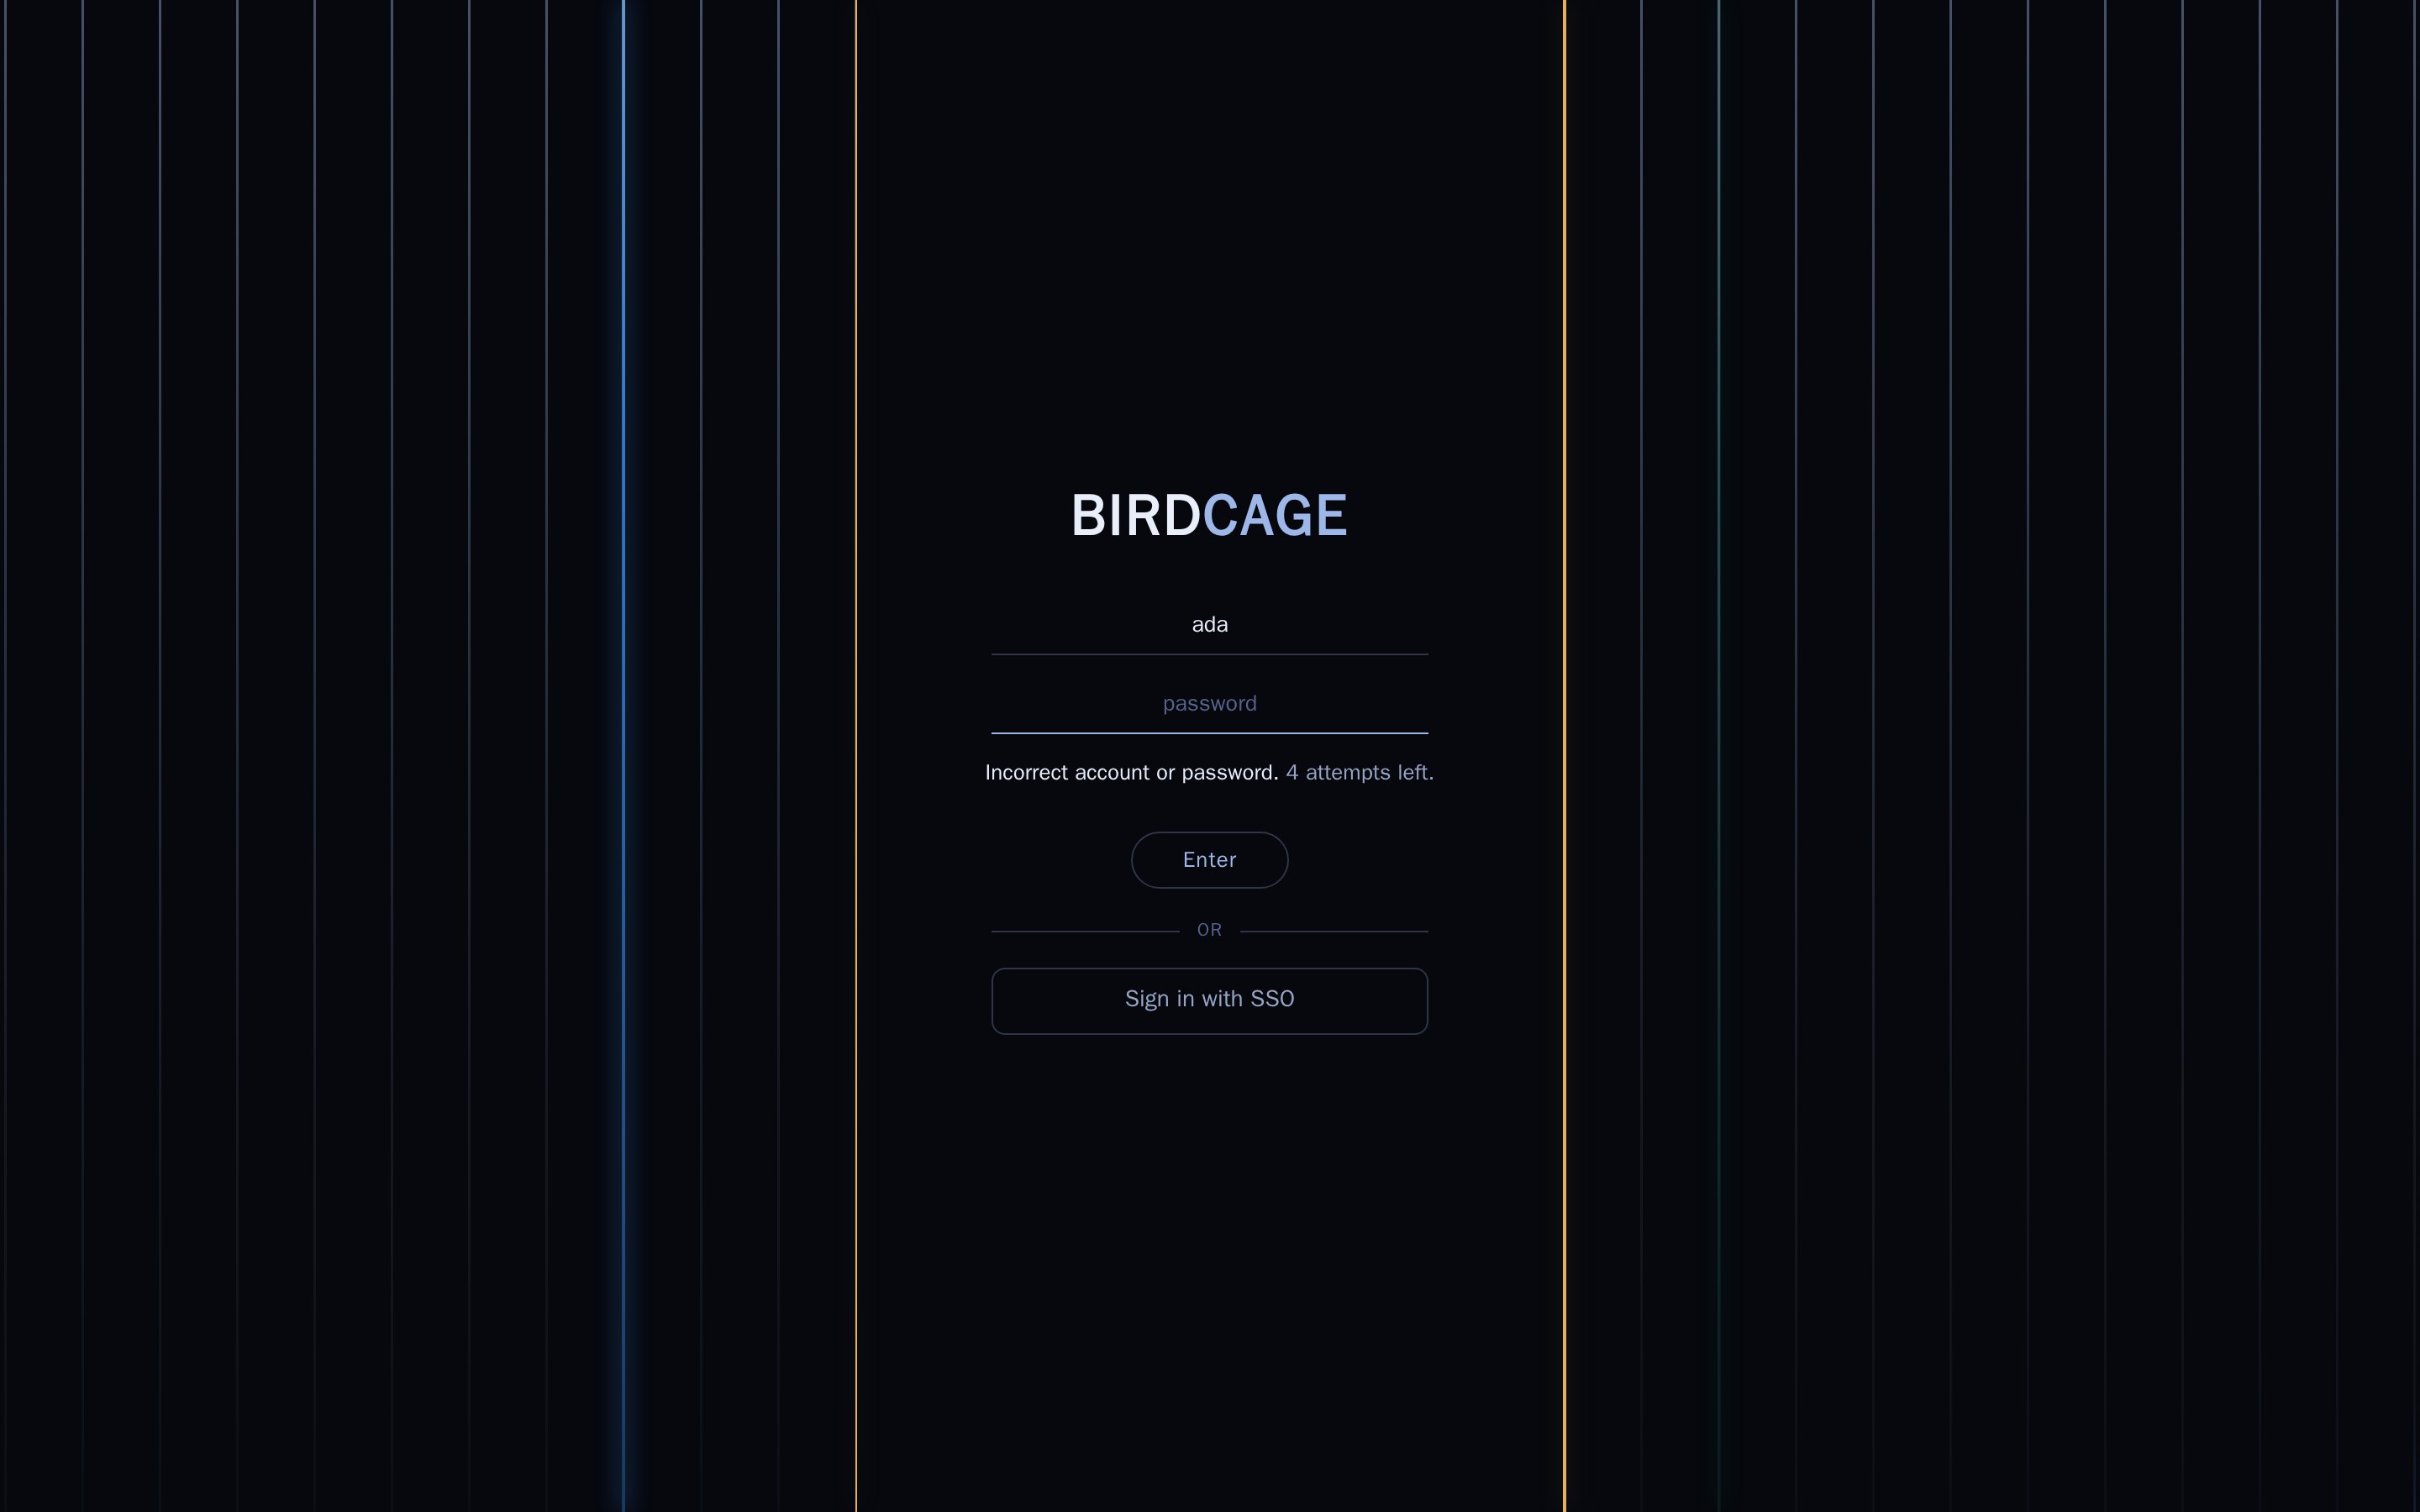 BIRDCAGE
ada
password
Incorrect account or password. 4 attempts left.
Enter
OR
Sign in with SSO